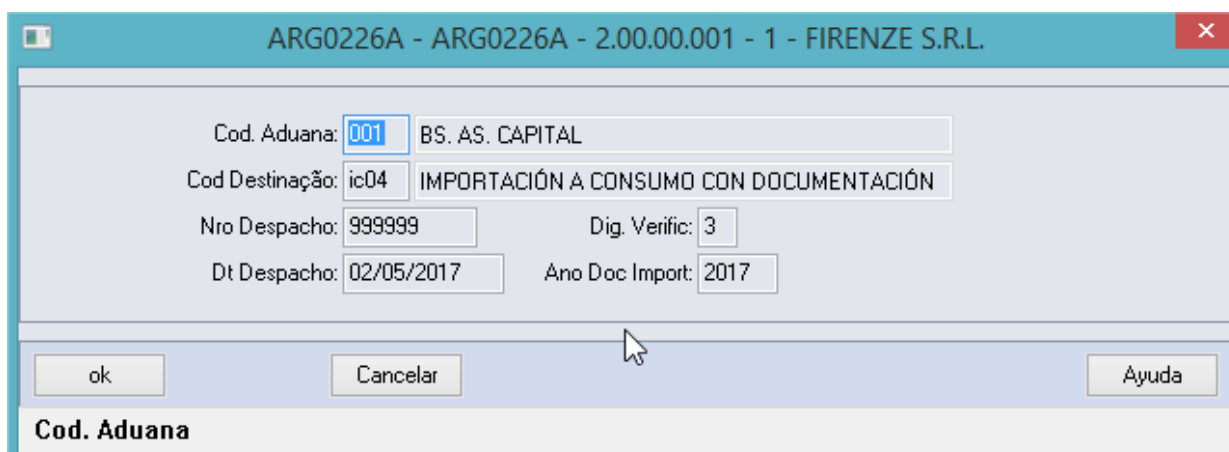 ARG0226A - ARG0226A - 2.00.00.001 - 1 - FIRENZE S.R.L.
Cod. Aduana: 001 BS. AS. CAPITAL
Cod Destinação: ic04 IMPORTACIÓN A CONSUMO CON DOCUMENTACIÓN
Nro Despacho: 999999 Dig. Verific: 3
Dt Despacho: 02/05/2017 Ano Doc Import: 2017
ok Cancelar Ayuda
Cod. Aduana